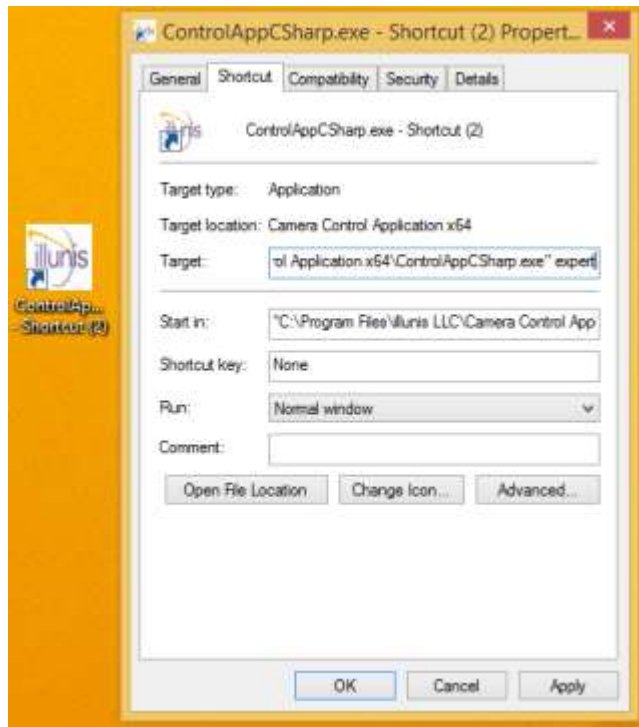 ControlAppCSharp.exe - Shortcut (2) Propert...
General Shortcut Compatibility Security Details
illunis
ControlAppCSharp.exe - Shortcut (2)
Target type: Application
Target location: Camera Control Application x64
Target: ol Application x64\ControlAppCSharp.exe" expert
illunis
ControlAp...
- Shortcut (2)
Start in: "C:\Program Files\illunis LLC\Camera Control App
Shortcut key: None
Run: Normal window
Comment:
Open File Location Change Icon... Advanced...
OK Cancel Apply